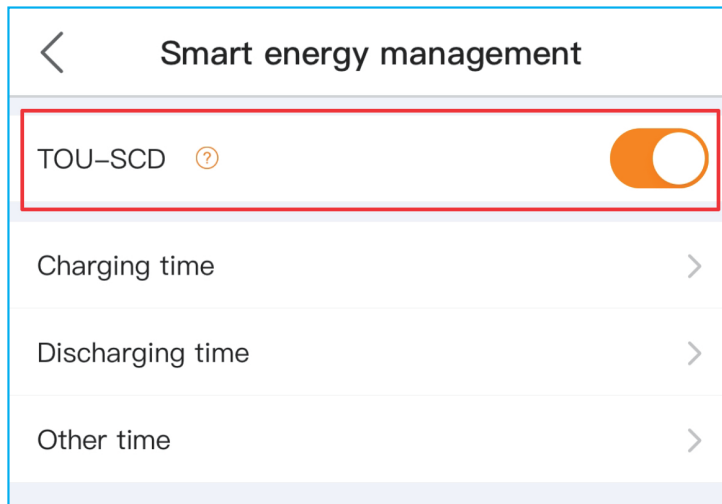 Smart energy management
TOU–SCD ?
Charging time
Discharging time
Other time